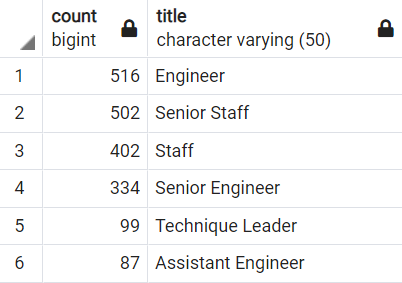 count title
bigint character varying (50)
1 516 Engineer
2 502 Senior Staff
3 402 Staff
4 334 Senior Engineer
5 99 Technique Leader
6 87 Assistant Engineer